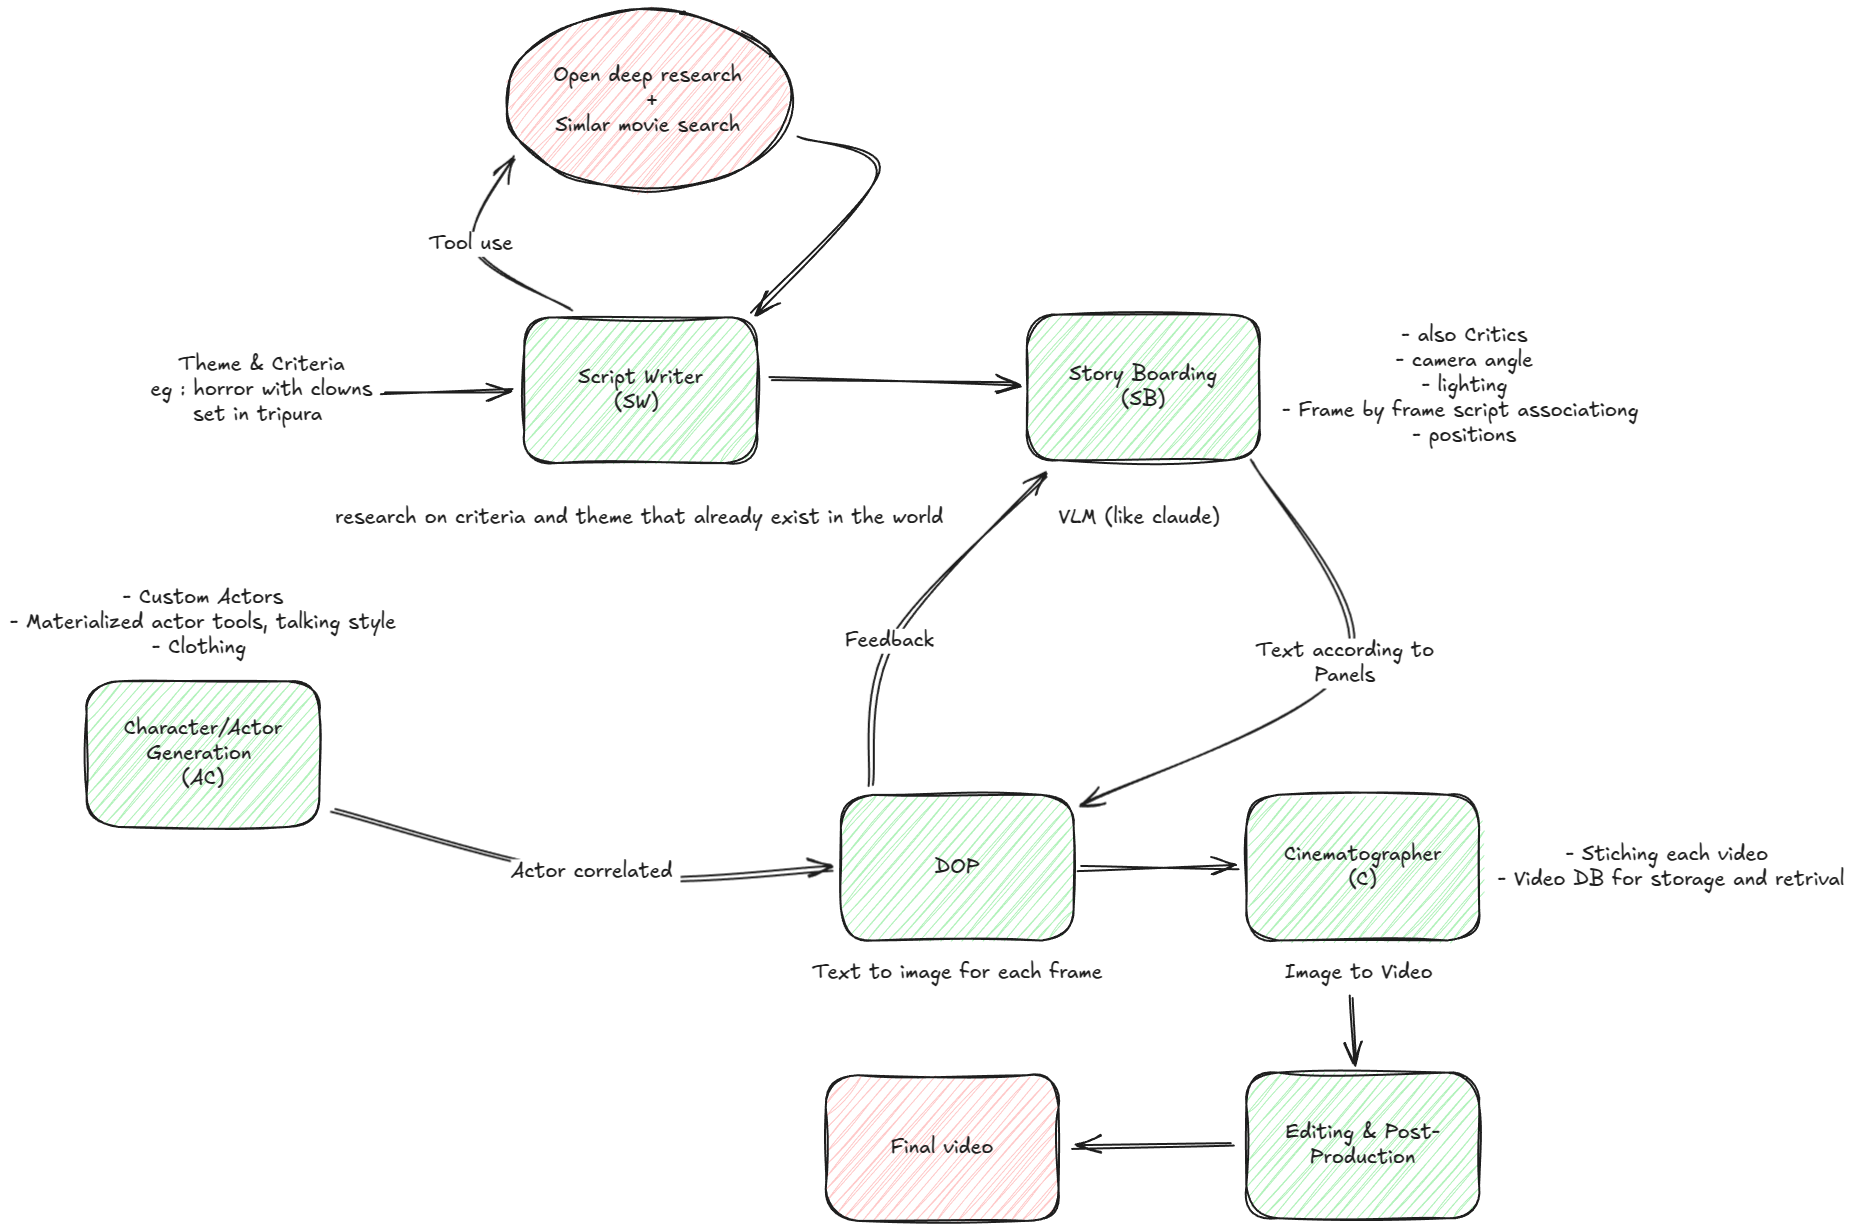 Open deep research
+
Simlar movie search
Tool use
Theme & Criteria
eg : horror with clowns
set in tripura
Script Writer
(SW)
Story Boarding
(SB)
- also Critics
- camera angle
- lighting
- Frame by frame script associationg
- positions
research on criteria and theme that already exist in the world
VLM (like claude)
- Custom Actors
- Materialized actor tools, talking style
- Clothing
Feedback
Text according to
Panels
Character/Actor
Generation
(AC)
Actor correlated
DOP
Cinematographer
(C)
- Stiching each video
- Video DB for storage and retrival
Text to image for each frame
Image to Video
Final video
Editing & Post-
Production